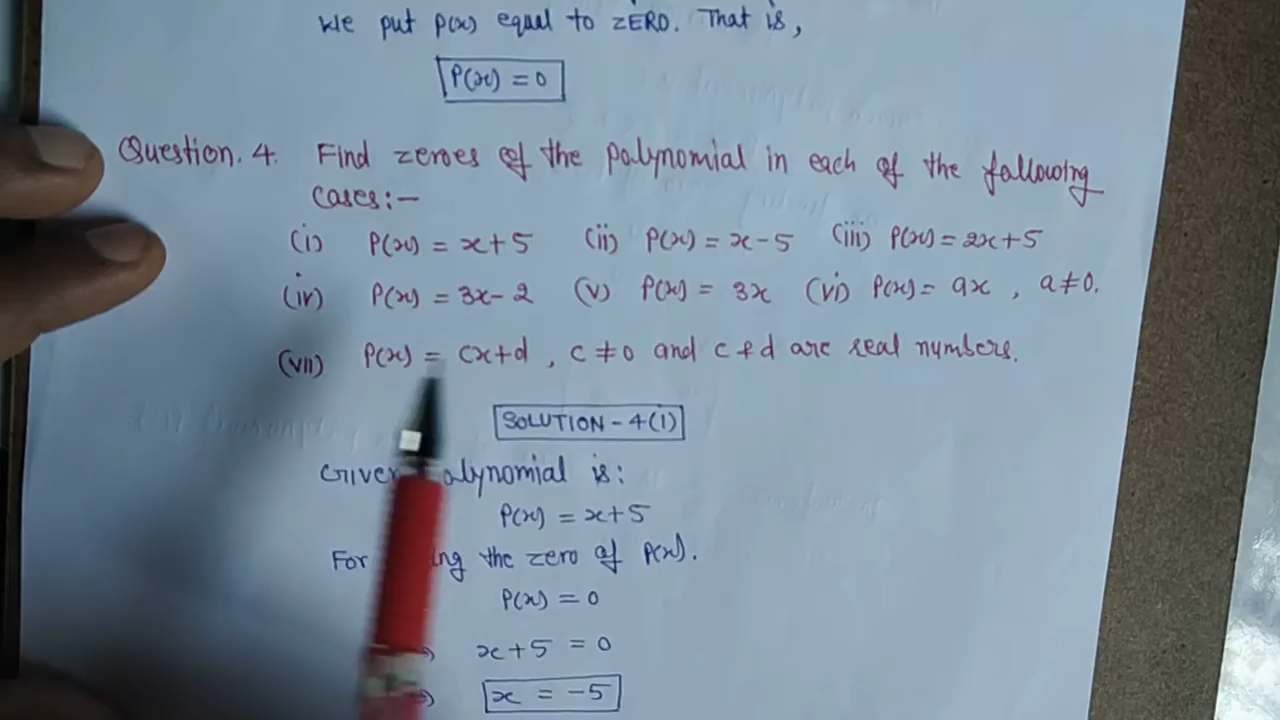 We put P(x) equal to ZERO. That is,
P(x) = 0
Question. 4. Find zeroes of the polynomial in each of the following
cases:-
(i) P(x) = x+5 (ii) P(x) = x-5 (iii) P(x) = 2x+5
(iv) P(x) = 3x-2 (v) P(x) = 3x (vi) P(x) = ax , a≠0.
(vii) P(x) = cx+d , c ≠ 0 and c & d are real numbers.
SOLUTION - 4(i)
Given polynomial is:
P(x) = x+5
For the zero of P(x).
P(x) = 0
x+5 = 0
x = -5